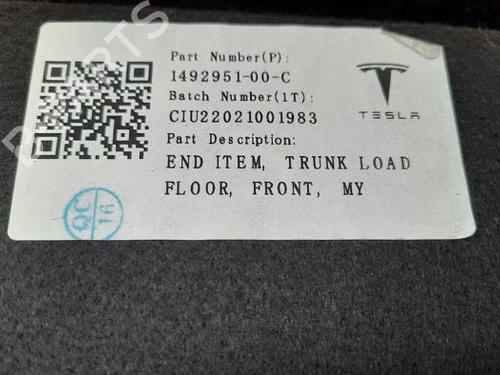 Part Number(P):
1492951-00-C
Batch Number(1T):
CIU22021001983
TESLA
Part Description:
END ITEM, TRUNK LOAD
FLOOR, FRONT, MY
QC
16
PARTS